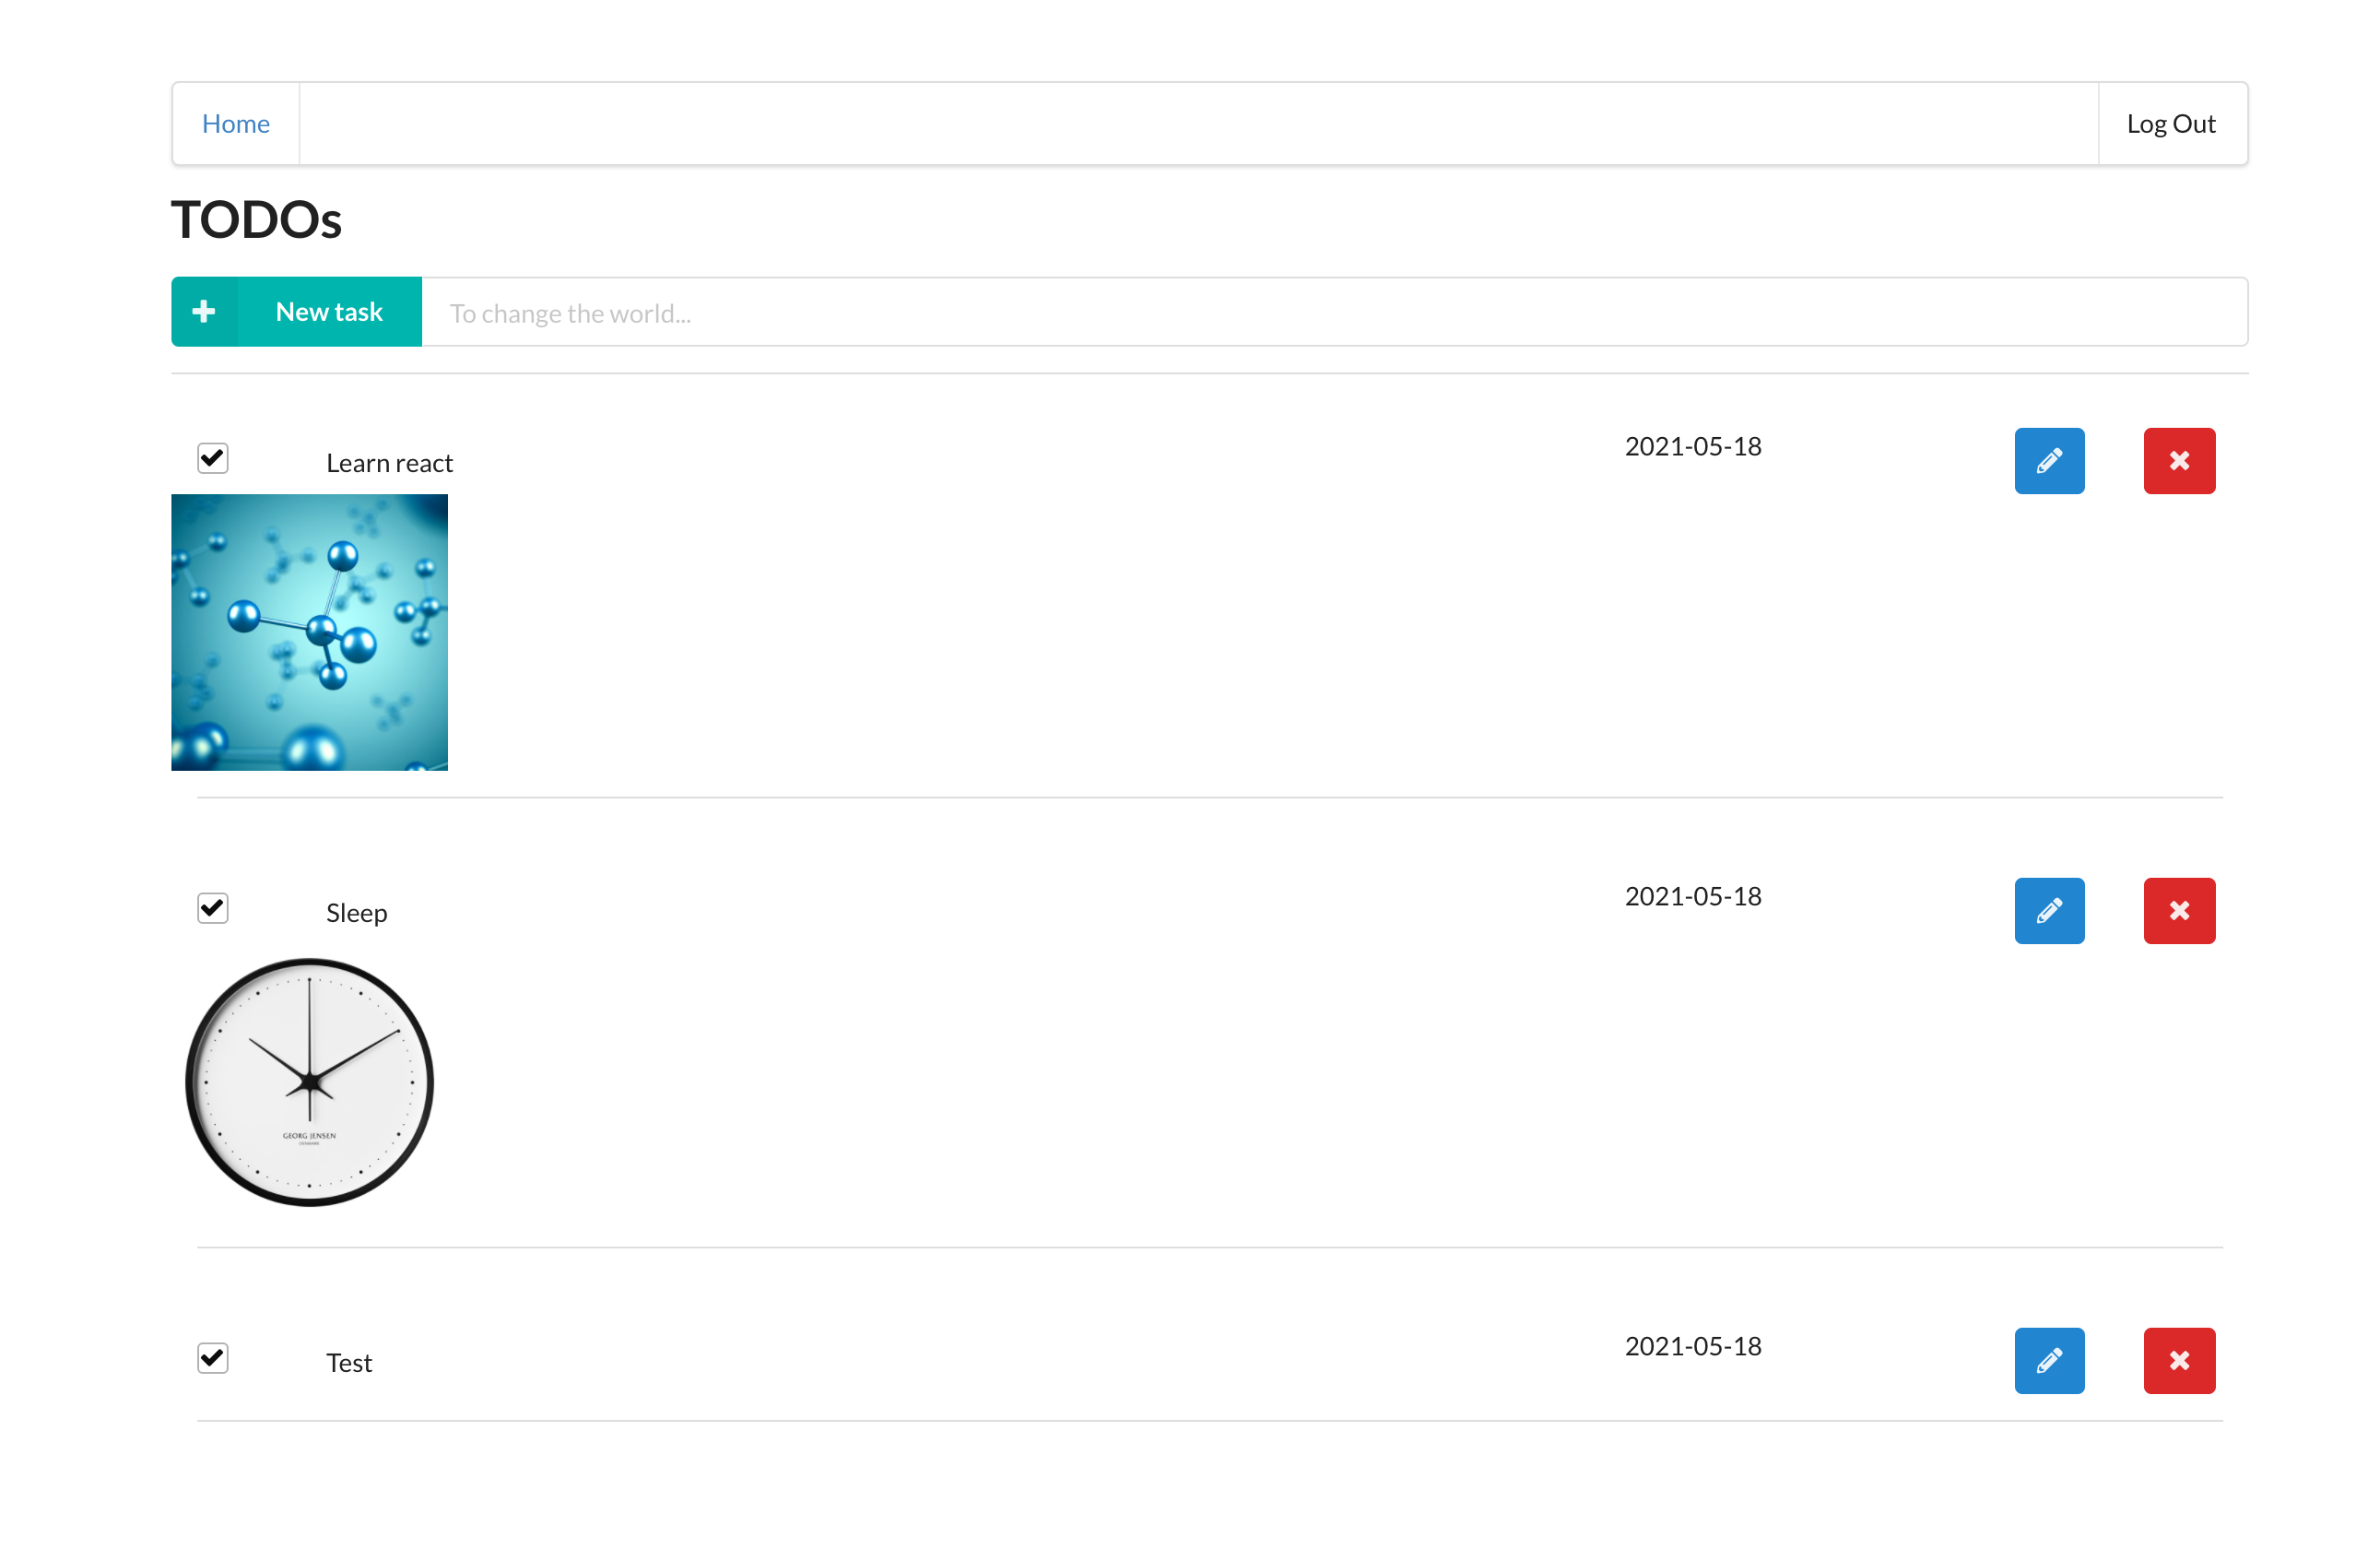 Home
Log Out
TODOs
New task
To change the world...
Learn react
2021-05-18
Sleep
2021-05-18
GEORG JENSEN
Test
2021-05-18